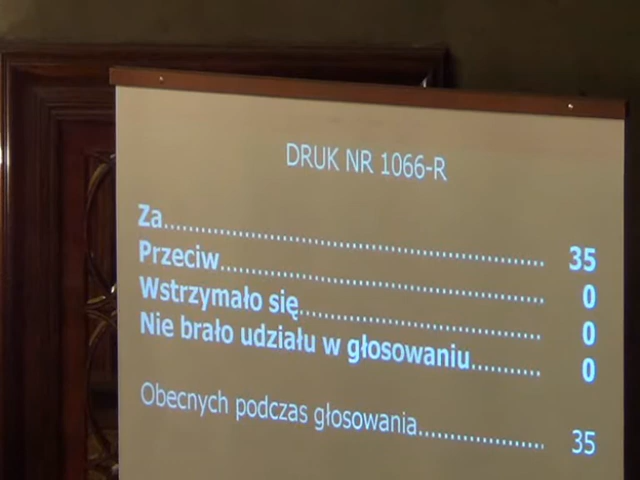 DRUK NR 1066-R
Za.......................................................... 35
Przeciw.................................................. 0
Wstrzymało się..................................... 0
Nie brało udziału w głosowaniu........... 0
Obecnych podczas głosowania.................... 35